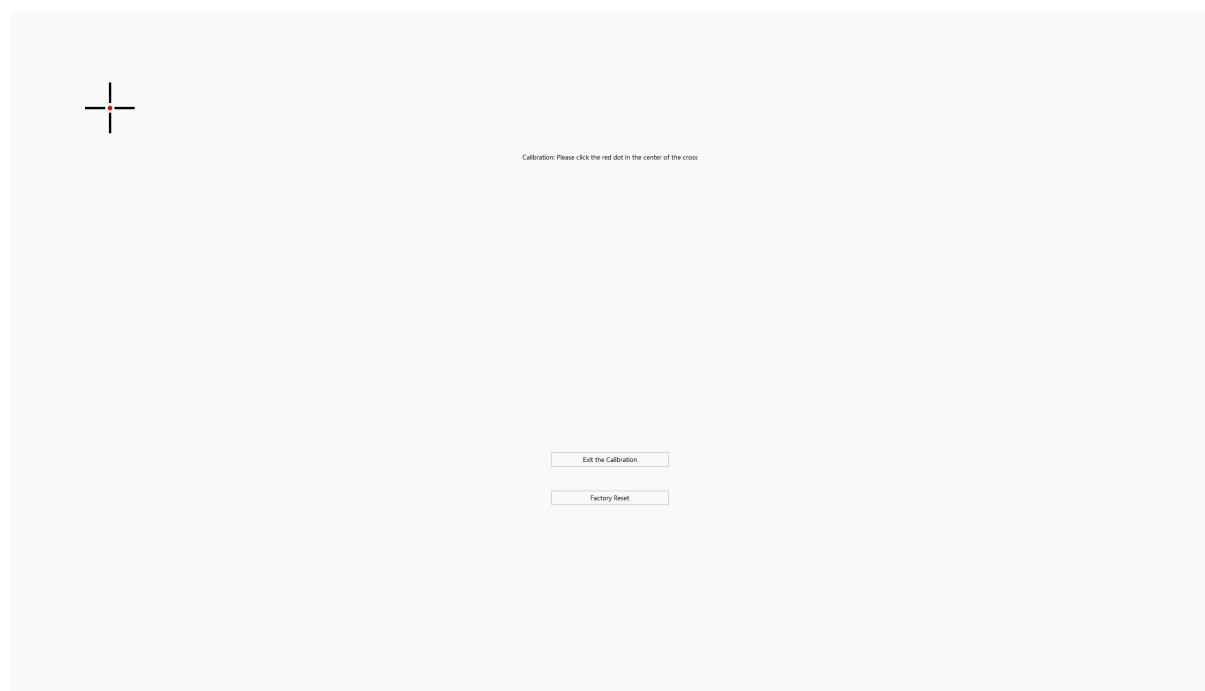 Calibration: Please click the red dot in the center of the cross
Exit the Calibration
Factory Reset